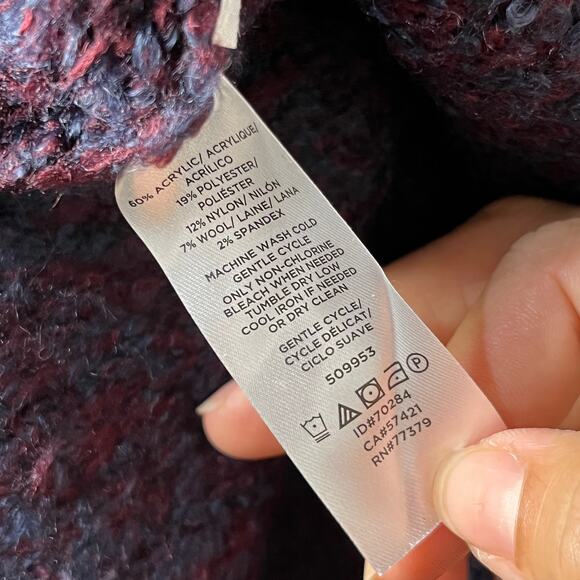 60% ACRYLIC/ ACRYLIQUE/
ACRÍLICO
19% POLYESTER/
POLIÉSTER
12% NYLON/ NILÓN
7% WOOL/ LAINE/ LANA
2% SPANDEX
MACHINE WASH COLD
GENTLE CYCLE
ONLY NON-CHLORINE
BLEACH WHEN NEEDED
TUMBLE DRY LOW
COOL IRON IF NEEDED
OR DRY CLEAN
GENTLE CYCLE/
CYCLE DÉLICAT/
CICLO SUAVE
509953
ID#70284
CA#57421
RN#77379